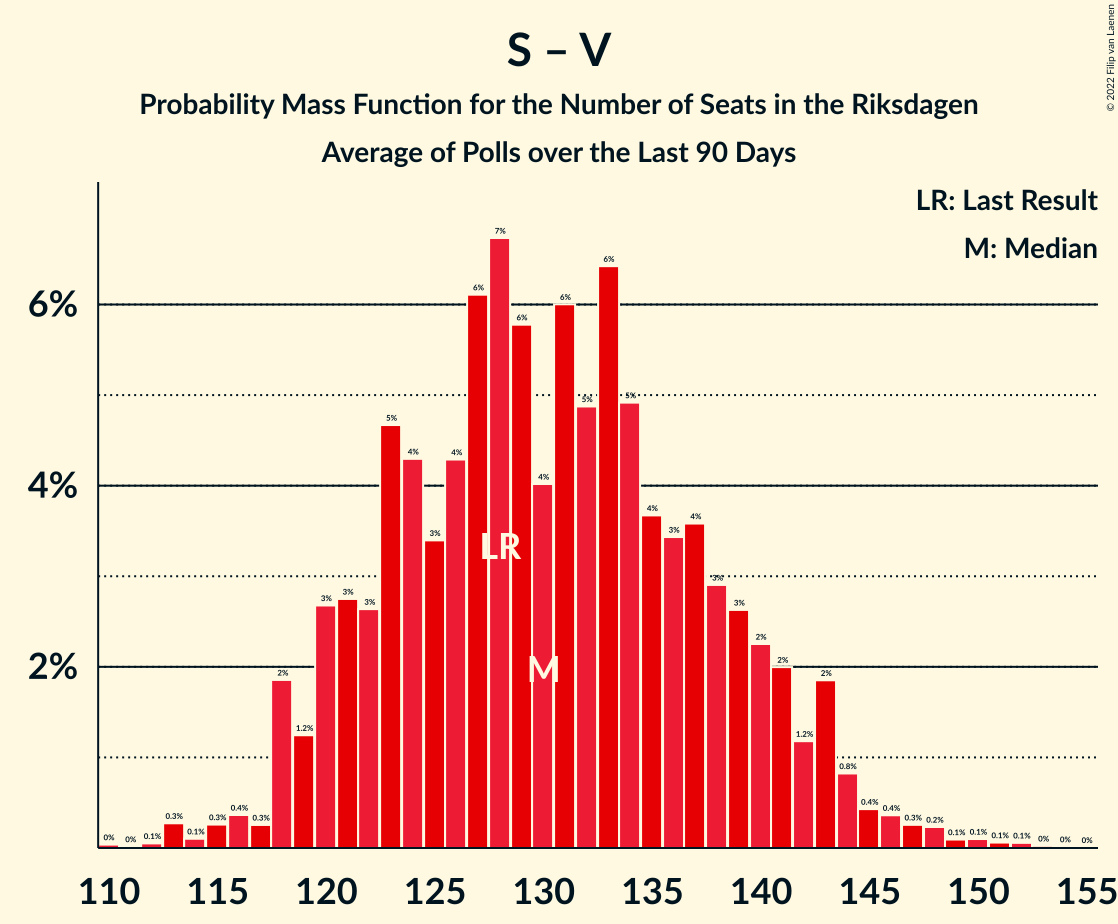 S – V
Probability Mass Function for the Number of Seats in the Riksdagen
Average of Polls over the Last 90 Days
© 2022 Filip van Laenen
LR: Last Result
M: Median
6%
4%
2%
0% 0% 0.1% 0.3% 0.1% 0.3% 0.4% 0.3% 2% 1.2% 3% 3% 3% 5% 4% 3% 4% 6% 7% 6% 4% 6% 5% 6% 5% 4% 3% 4% 3% 3% 2% 2% 1.2% 2% 0.8% 0.4% 0.4% 0.3% 0.2% 0.1% 0.1% 0.1% 0.1% 0% 0% 0%
LR
M
110 115 120 125 130 135 140 145 150 155